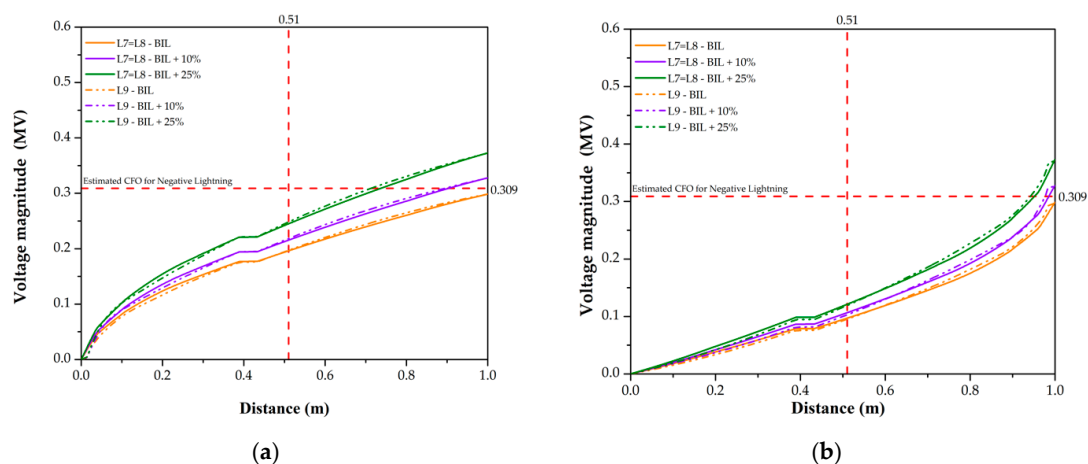 0.51
0.6
0.5
0.4
0.3
0.2
0.1
0.0
Voltage magnitude (MV)
L7=L8 - BIL
L7=L8 - BIL + 10%
L7=L8 - BIL + 25%
L9 - BIL
L9 - BIL + 10%
L9 - BIL + 25%
Estimated CFO for Negative Lightning
0.309
0.0 0.2 0.4 0.6 0.8 1.0
Distance (m)
(a)
0.51
0.6
0.5
0.4
0.3
0.2
0.1
0.0
Voltage magnitude (MV)
L7=L8 - BIL
L7=L8 - BIL + 10%
L7=L8 - BIL + 25%
L9 - BIL
L9 - BIL + 10%
L9 - BIL + 25%
Estimated CFO for Negative Lightning
0.309
0.0 0.2 0.4 0.6 0.8 1.0
Distance (m)
(b)